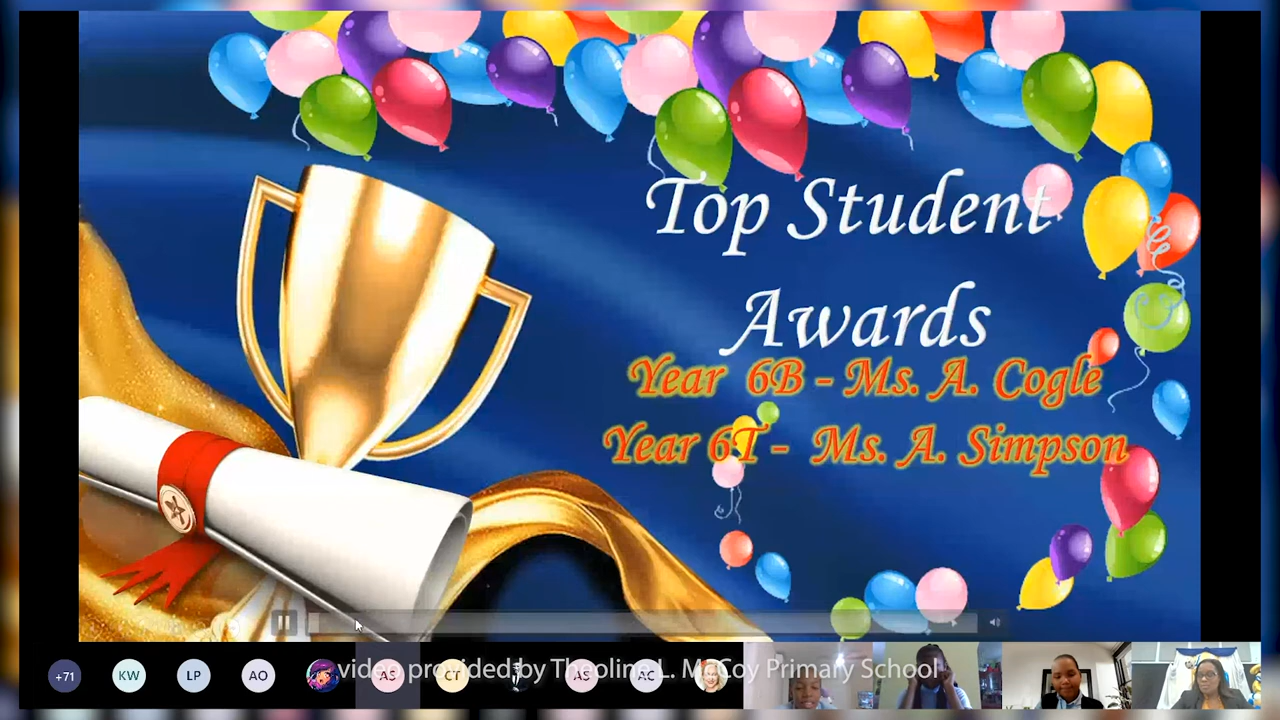 Top Student
Awards
Year 6B - Ms. A. Cogle
Year 6T - Ms. A. Simpson
+71
KW
LP
AO
AS
CT
AS
AC
video provided by Theoline L. McCoy Primary School